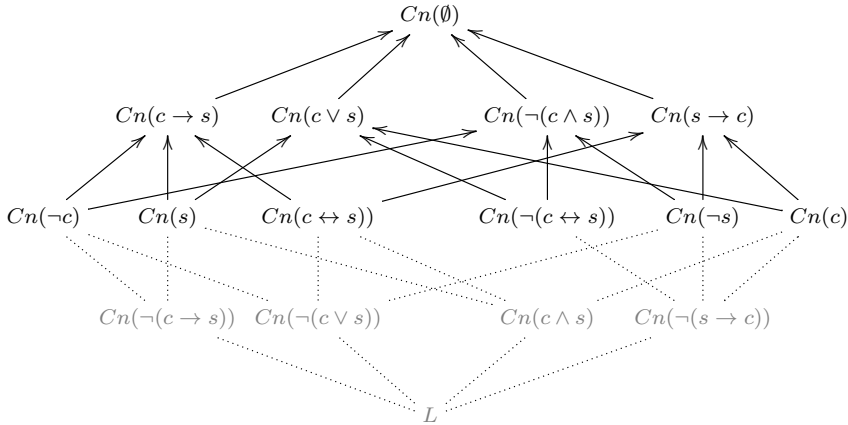 Cn(∅)
Cn(c → s) Cn(c ∨ s) Cn(¬(c ∧ s)) Cn(s → c)
Cn(¬c) Cn(s) Cn(c ↔ s)) Cn(¬(c ↔ s)) Cn(¬s) Cn(c)
Cn(¬(c → s)) Cn(¬(c ∨ s)) Cn(c ∧ s) Cn(¬(s → c))
L